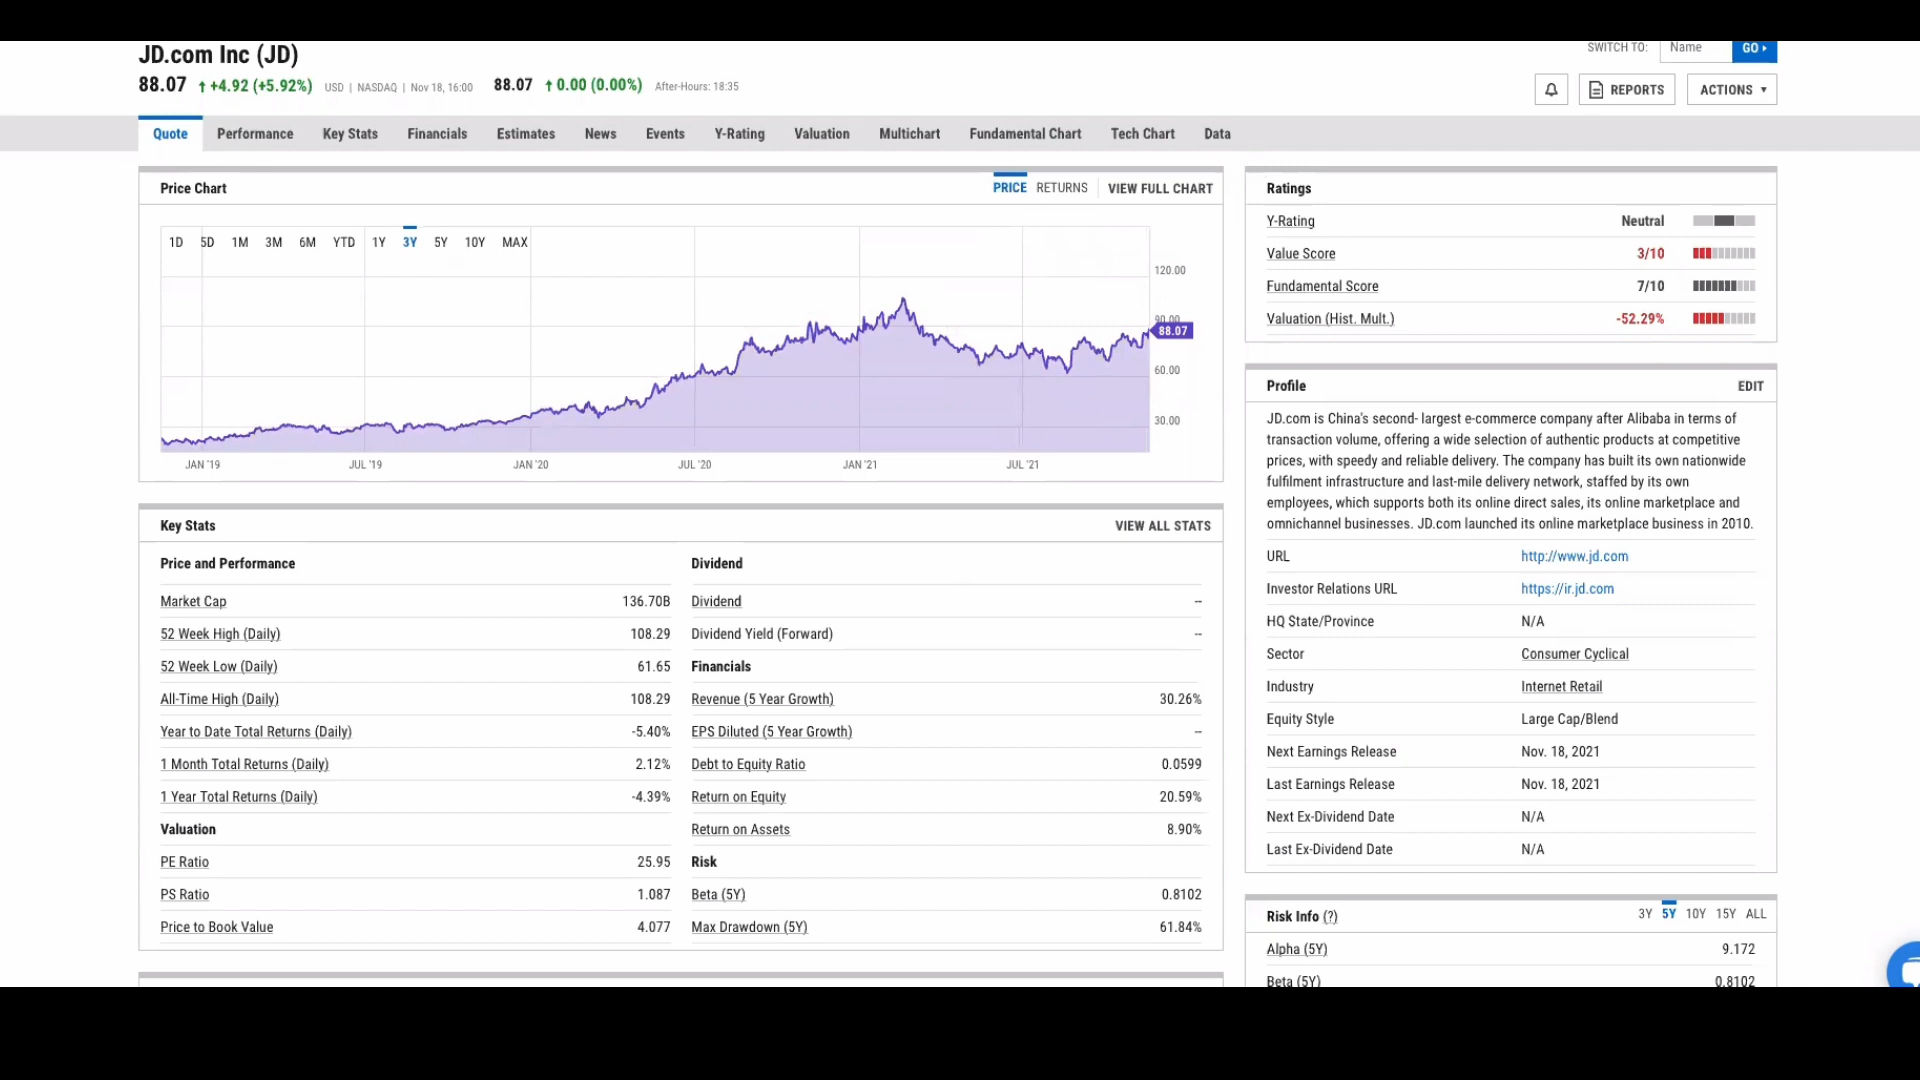 JD.com Inc (JD)
SWITCH TO: Name GO
88.07 +4.92 (+5.92%) USD | NASDAQ | Nov 18, 16:00 88.07 0.00 (0.00%) After-Hours: 18:35
REPORTS ACTIONS
Quote Performance Key Stats Financials Estimates News Events Y-Rating Valuation Multichart Fundamental Chart Tech Chart Data
Price Chart PRICE RETURNS VIEW FULL CHART
1D 5D 1M 3M 6M YTD 1Y 3Y 5Y 10Y MAX
120.00
90.00
88.07
60.00
30.00
JAN '19 JUL '19 JAN '20 JUL '20 JAN '21 JUL '21
Key Stats VIEW ALL STATS
Price and Performance
Market Cap 136.70B
52 Week High (Daily) 108.29
52 Week Low (Daily) 61.65
All-Time High (Daily) 108.29
Year to Date Total Returns (Daily) -5.40%
1 Month Total Returns (Daily) 2.12%
1 Year Total Returns (Daily) -4.39%
Valuation
PE Ratio 25.95
PS Ratio 1.087
Price to Book Value 4.077
Dividend
Dividend --
Dividend Yield (Forward) --
Financials
Revenue (5 Year Growth) 30.26%
EPS Diluted (5 Year Growth) --
Debt to Equity Ratio 0.0599
Return on Equity 20.59%
Return on Assets 8.90%
Risk
Beta (5Y) 0.8102
Max Drawdown (5Y) 61.84%
Ratings
Y-Rating Neutral
Value Score 3/10
Fundamental Score 7/10
Valuation (Hist. Mult.) -52.29%
Profile EDIT
JD.com is China's second- largest e-commerce company after Alibaba in terms of
transaction volume, offering a wide selection of authentic products at competitive
prices, with speedy and reliable delivery. The company has built its own nationwide
fulfilment infrastructure and last-mile delivery network, staffed by its own
employees, which supports both its online direct sales, its online marketplace and
omnichannel businesses. JD.com launched its online marketplace business in 2010.
URL http://www.jd.com
Investor Relations URL https://ir.jd.com
HQ State/Province N/A
Sector Consumer Cyclical
Industry Internet Retail
Equity Style Large Cap/Blend
Next Earnings Release Nov. 18, 2021
Last Earnings Release Nov. 18, 2021
Next Ex-Dividend Date N/A
Last Ex-Dividend Date N/A
Risk Info (?) 3Y 5Y 10Y 15Y ALL
Alpha (5Y) 9.172
Beta (5Y) 0.8102